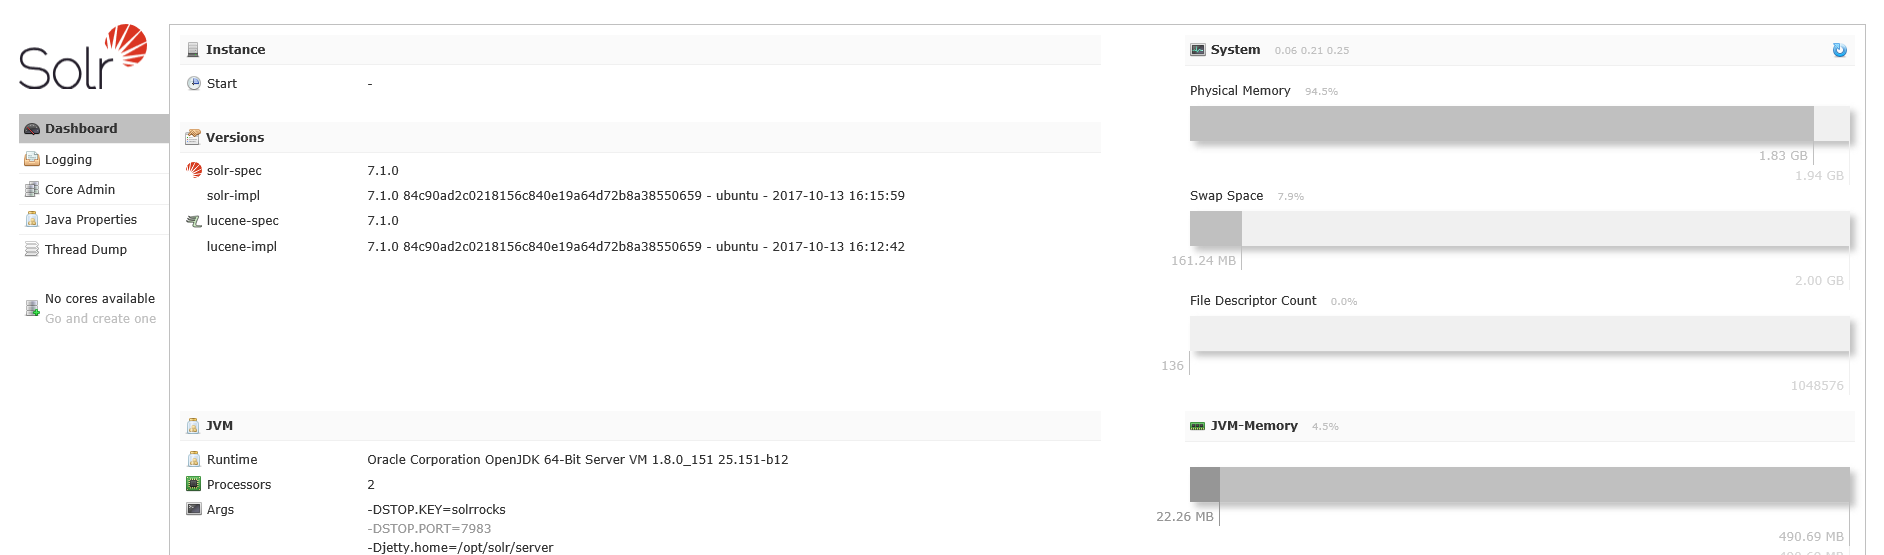 Solr
Dashboard
Logging
Core Admin
Java Properties
Thread Dump
No cores available
Go and create one
Instance
Start -
Versions
solr-spec 7.1.0
solr-impl 7.1.0 84c90ad2c0218156c840e19a64d72b8a38550659 - ubuntu - 2017-10-13 16:15:59
lucene-spec 7.1.0
lucene-impl 7.1.0 84c90ad2c0218156c840e19a64d72b8a38550659 - ubuntu - 2017-10-13 16:12:42
JVM
Runtime Oracle Corporation OpenJDK 64-Bit Server VM 1.8.0_151 25.151-b12
Processors 2
Args -DSTOP.KEY=solrrocks
-DSTOP.PORT=7983
-Djetty.home=/opt/solr/server
System 0.06 0.21 0.25
Physical Memory 94.5%
1.83 GB
1.94 GB
Swap Space 7.9%
161.24 MB
2.00 GB
File Descriptor Count 0.0%
136
1048576
JVM-Memory 4.5%
22.26 MB
490.69 MB